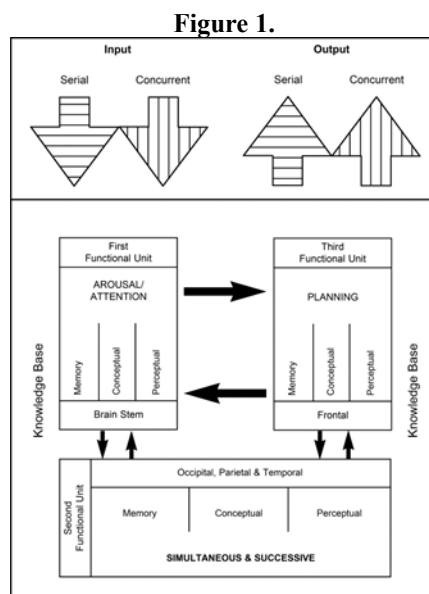 Figure 1.
Input
Output
Serial
Concurrent
Serial
Concurrent
First
Functional Unit
AROUSAL/
ATTENTION
Memory
Conceptual
Perceptual
Brain Stem
Third
Functional Unit
PLANNING
Memory
Conceptual
Perceptual
Frontal
Knowledge Base
Knowledge Base
Second
Functional Unit
Occipital, Parietal & Temporal
Memory
Conceptual
Perceptual
SIMULTANEOUS & SUCCESSIVE